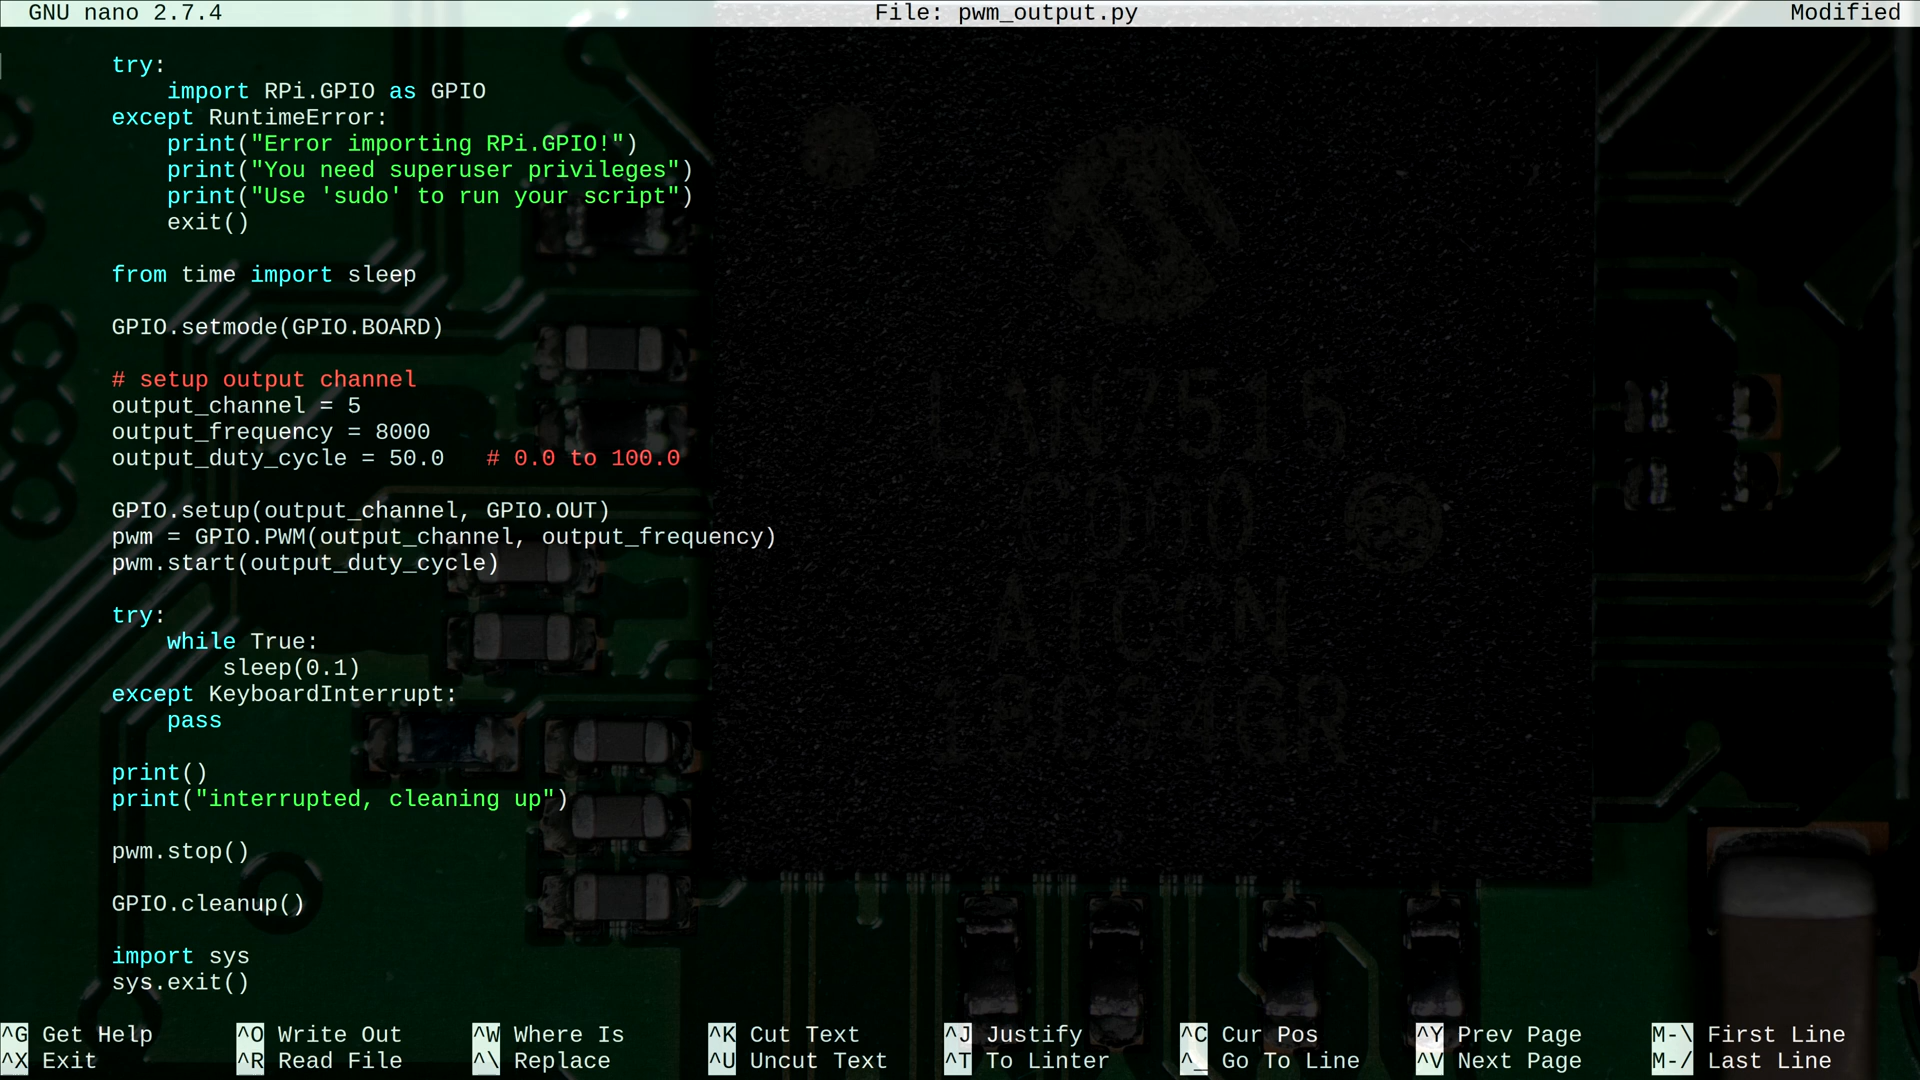 GNU nano 2.7.4 File: pwm_output.py Modified
try:
    import RPi.GPIO as GPIO
except RuntimeError:
    print("Error importing RPi.GPIO!")
    print("You need superuser privileges")
    print("Use 'sudo' to run your script")
    exit()
from time import sleep
GPIO.setmode(GPIO.BOARD)
# setup output channel
output_channel = 5
output_frequency = 8000
output_duty_cycle = 50.0   # 0.0 to 100.0
GPIO.setup(output_channel, GPIO.OUT)
pwm = GPIO.PWM(output_channel, output_frequency)
pwm.start(output_duty_cycle)
try:
    while True:
        sleep(0.1)
except KeyboardInterrupt:
    pass
print()
print("interrupted, cleaning up")
pwm.stop()
GPIO.cleanup()
import sys
sys.exit()
LAN7515
^G Get Help ^O Write Out ^W Where Is ^K Cut Text ^J Justify ^C Cur Pos ^Y Prev Page M-\ First Line
^X Exit ^R Read File ^\ Replace ^U Uncut Text ^T To Linter ^_ Go To Line ^V Next Page M-/ Last Line